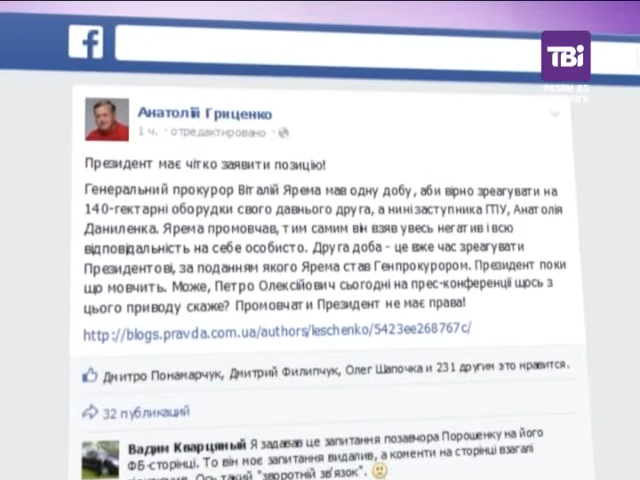 f
ТВі
Анатолій Гриценко
1 ч. · отредактировано ·
Президент має чітко заявити позицію!
Генеральний прокурор Віталій Ярема мав одну добу, аби вірно зреагувати на
140-гектарні оборудки свого давнього друга, а нині заступника ГПУ, Анатолія
Даниленка. Ярема промовчав, тим самим він взяв увесь негатив і всю
відповідальність на себе особисто. Друга доба - це вже час зреагувати
Президентові, за поданням якого Ярема став Генпрокурором. Президент поки
що мовчить. Може, Петро Олексійович сьогодні на прес-конференції щось з
цього приводу скаже? Промовчати Президент не має права!
http://blogs.pravda.com.ua/authors/leschenko/5423ee268767c/
Дмитро Понамарчук, Дмитрий Филипчук, Олег Шапочка и 231 другим это нравится.
32 публикаций
Вадим Кварцяный Я задавав це запитання позавчора Порошенку на його
ФБ-сторінці. То він моє запитання видалив, а коменти на сторінці взагалі
Ось такий "зворотній зв'язок".